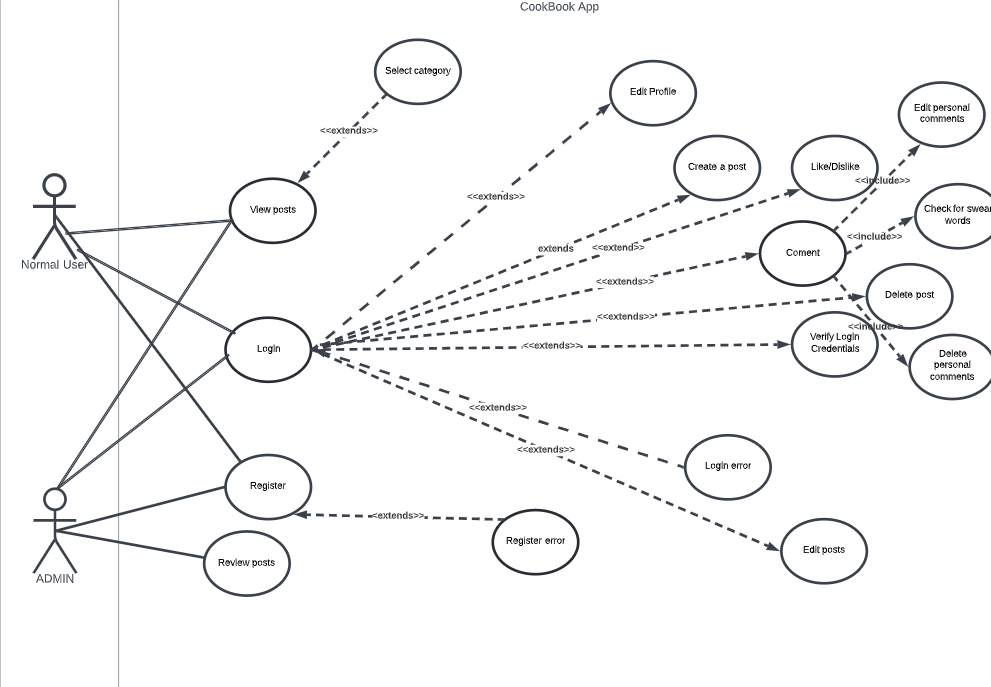 CookBook App
Select category
<<extends>>
Edit Profile
Edit personal
comments
Create a post
Like/Dislike
<<include>>
<<extends>>
View posts
Check for swear
words
<<include>>
extends
<<extend>>
Coment
Normal User
<<extends>>
Delete post
<<extends>>
<<include>>
Login
<<extends>>
Verify Login
Credentials
Delete
personal
comments
<<extends>>
<<extends>>
Login error
Register
<<extends>>
Register error
Edit posts
Review posts
ADMIN